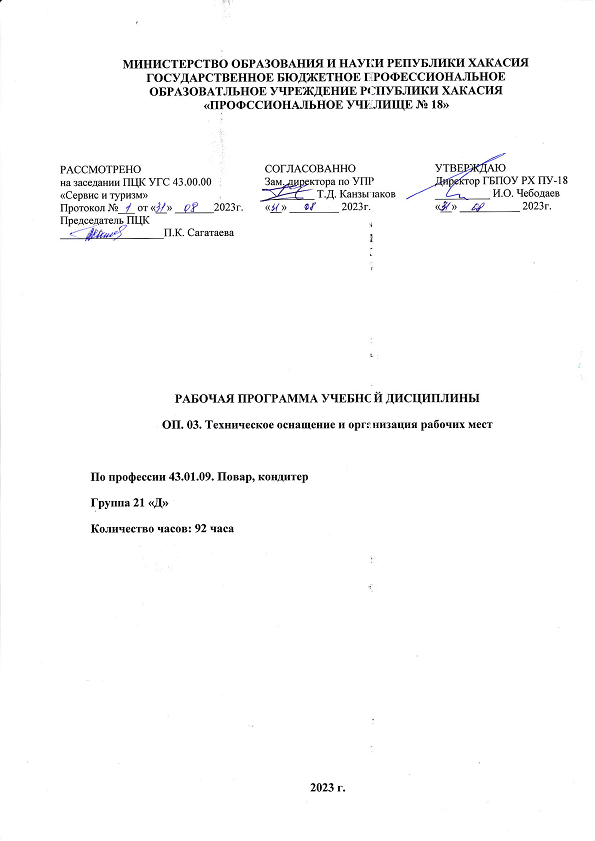 МИНИСТЕРСТВО ОБРАЗОВАНИЯ И НАУКИ РЕПУБЛИКИ ХАКАСИЯ
ГОСУДАРСТВЕННОЕ БЮДЖЕТНОЕ ПРОФЕССИОНАЛЬНОЕ
ОБРАЗОВАТЛЬНОЕ УЧРЕЖДЕНИЕ РСПУБЛИКИ ХАКАСИЯ
«ПРОФССИОНАЛЬНОЕ УЧИЛИЩЕ № 18»
РАССМОТРЕНО
на заседании ПЦК УГС 43.00.00
«Сервис и туризм»
Протокол № 1 от «31» 08 2023г.
Председатель ПЦК
П.К. Сагатаева
СОГЛАСОВАННО
Зам. директора по УПР
Т.Д. Канзычаков
«31» 08 2023г.
УТВЕРЖДАЮ
Директор ГБПОУ РХ ПУ-18
И.О. Чебодаев
«31» 08 2023г.
РАБОЧАЯ ПРОГРАММА УЧЕБНОЙ ДИСЦИПЛИНЫ
ОП. 03. Техническое оснащение и организация рабочих мест
По профессии 43.01.09. Повар, кондитер
Группа 21 «Д»
Количество часов: 92 часа
2023 г.